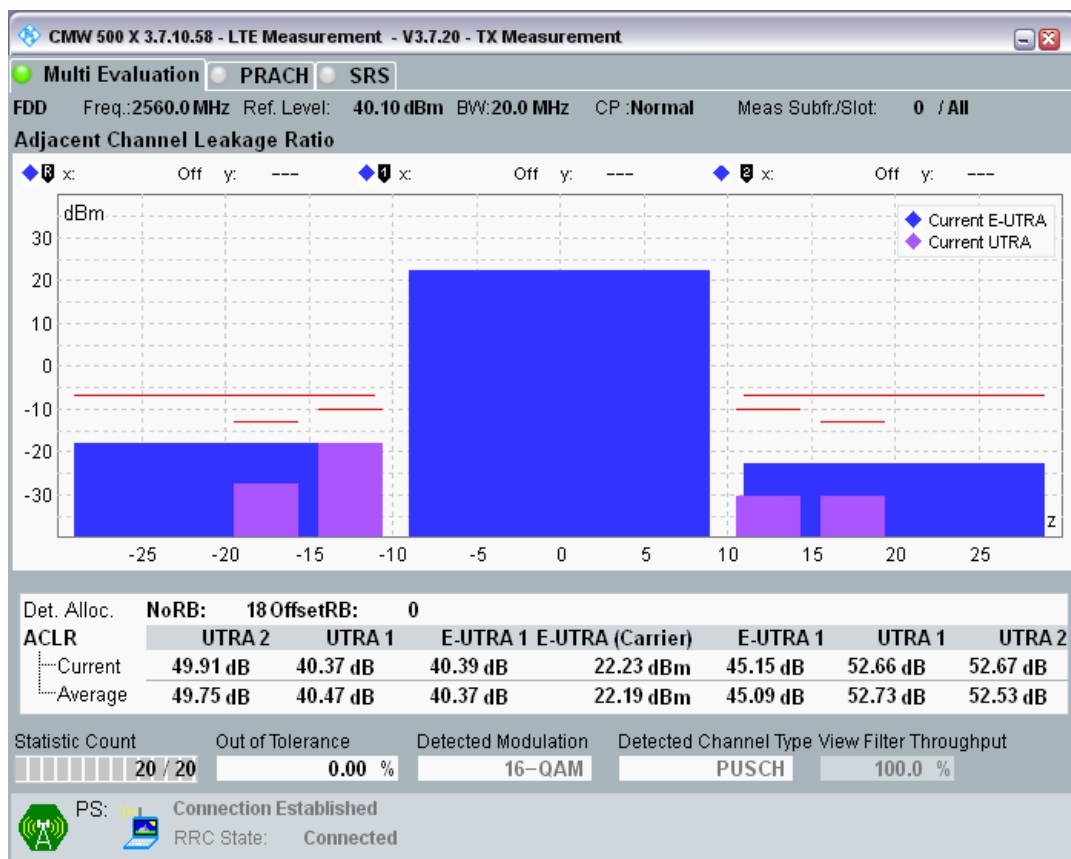 CMW 500 X 3.7.10.58 - LTE Measurement - V3.7.20 - TX Measurement
Multi Evaluation PRACH SRS
FDD Freq.:2560.0 MHz Ref. Level: 40.10 dBm BW:20.0 MHz CP :Normal Meas Subfr./Slot: 0 / All
Adjacent Channel Leakage Ratio
R x: Off y: --- 1 x: Off y: --- 2 x: Off y: ---
dBm
Current E-UTRA
Current UTRA
30
20
10
0
-10
-20
-30
z
-25 -20 -15 -10 -5 0 5 10 15 20 25
Det. Alloc. NoRB: 18 OffsetRB: 0
ACLR UTRA 2 UTRA 1 E-UTRA 1 E-UTRA (Carrier) E-UTRA 1 UTRA 1 UTRA 2
Current 49.91 dB 40.37 dB 40.39 dB 22.23 dBm 45.15 dB 52.66 dB 52.67 dB
Average 49.75 dB 40.47 dB 40.37 dB 22.19 dBm 45.09 dB 52.73 dB 52.53 dB
Statistic Count Out of Tolerance Detected Modulation Detected Channel Type View Filter Throughput
20 / 20 0.00 % 16-QAM PUSCH 100.0 %
PS: Connection Established
RRC State: Connected